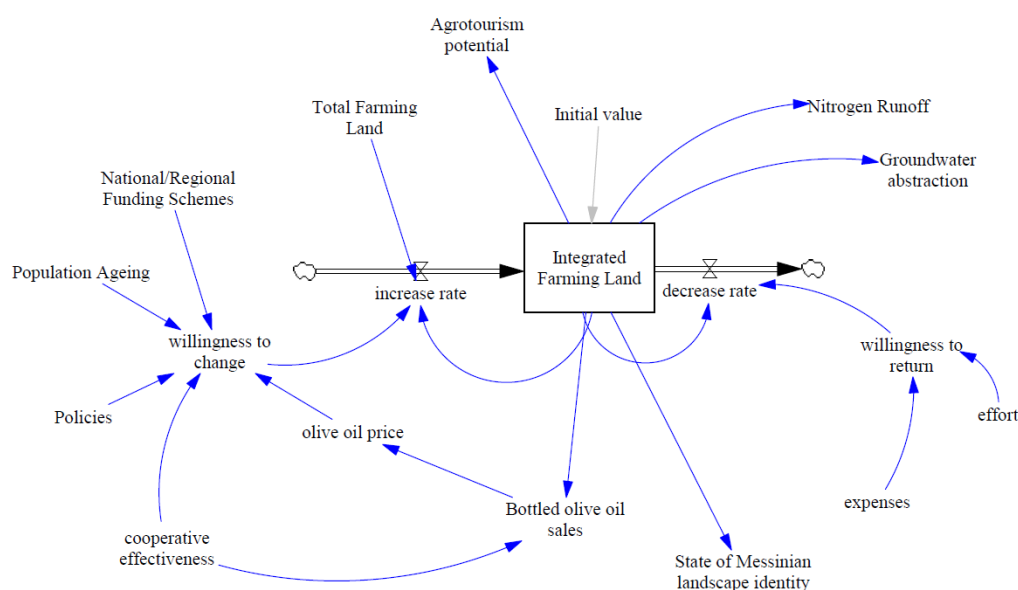 Agrotourism
potential
Total Farming
Land
Initial value
Nitrogen Runoff
Groundwater
abstraction
National/Regional
Funding Schemes
Population Ageing
Integrated
Farming Land
increase rate
decrease rate
willingness to
change
willingness to
return
Policies
olive oil price
effort
expenses
Bottled olive oil
sales
cooperative
effectiveness
State of Messinian
landscape identity